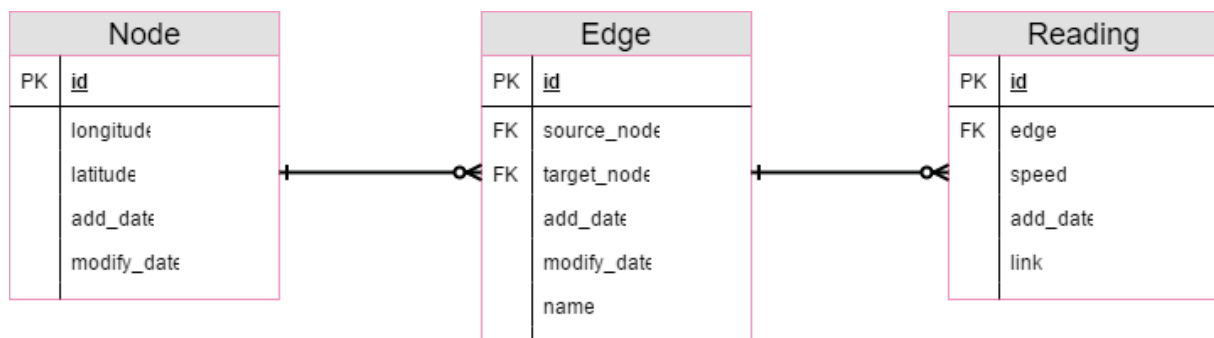 Node
PK id
longitude
latitude
add_date
modify_date
Edge
PK id
FK source_node
FK target_node
add_date
modify_date
name
Reading
PK id
FK edge
speed
add_date
link